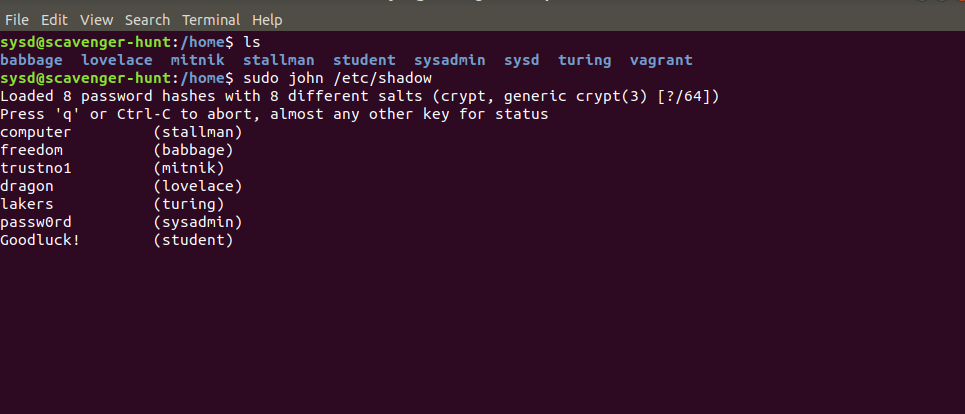 File Edit View Search Terminal Help
sysd@scavenger-hunt:/home$ ls
babbage lovelace mitnik stallman student sysadmin sysd turing vagrant
sysd@scavenger-hunt:/home$ sudo john /etc/shadow
Loaded 8 password hashes with 8 different salts (crypt, generic crypt(3) [?/64])
Press 'q' or Ctrl-C to abort, almost any other key for status
computer (stallman)
freedom (babbage)
trustno1 (mitnik)
dragon (lovelace)
lakers (turing)
passw0rd (sysadmin)
Goodluck! (student)